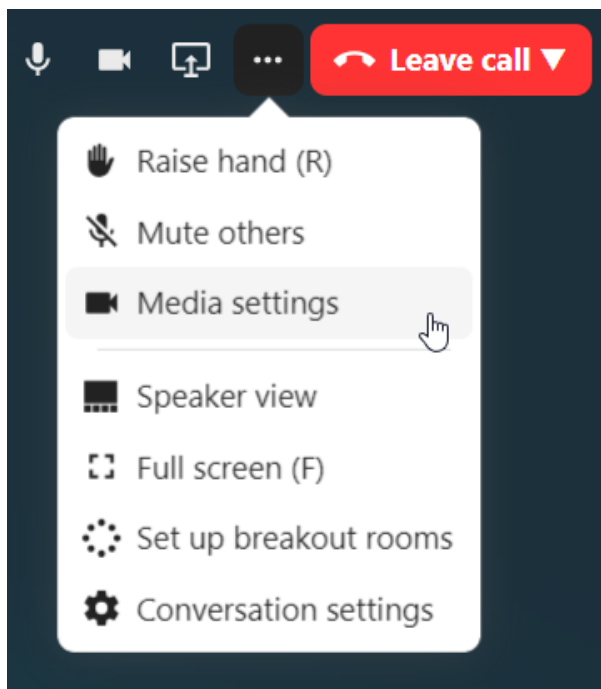 Leave call
Raise hand (R)
Mute others
Media settings
Speaker view
Full screen (F)
Set up breakout rooms
Conversation settings